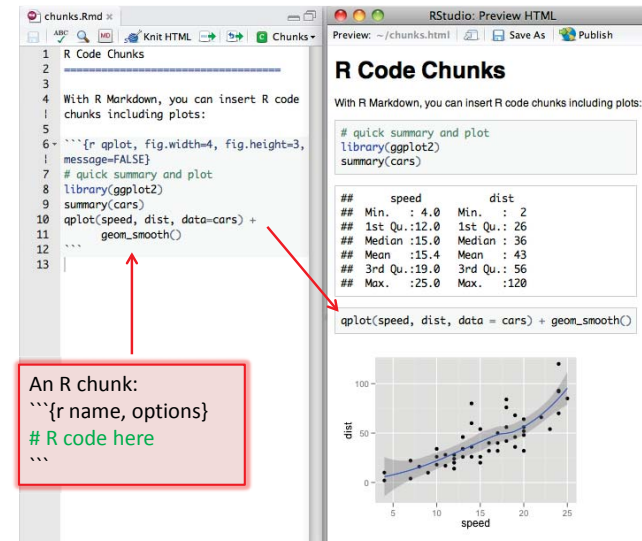 chunks.Rmd ×
ABC MD Knit HTML C Chunks
1 R Code Chunks
2 ===================================
3
4 With R Markdown, you can insert R code
! chunks including plots:
5
6 ```{r qplot, fig.width=4, fig.height=3,
! message=FALSE}
7 # quick summary and plot
8 library(ggplot2)
9 summary(cars)
10 qplot(speed, dist, data=cars) +
11 geom_smooth()
12 ```
13
An R chunk:
```{r name, options}
# R code here
```
RStudio: Preview HTML
Preview: ~/chunks.html Save As Publish
R Code Chunks
With R Markdown, you can insert R code chunks including plots:
# quick summary and plot
library(ggplot2)
summary(cars)
## speed dist
## Min. : 4.0 Min. : 2
## 1st Qu.:12.0 1st Qu.: 26
## Median :15.0 Median : 36
## Mean :15.4 Mean : 43
## 3rd Qu.:19.0 3rd Qu.: 56
## Max. :25.0 Max. :120
qplot(speed, dist, data = cars) + geom_smooth()
100
50
0
dist
5 10 15 20 25
speed